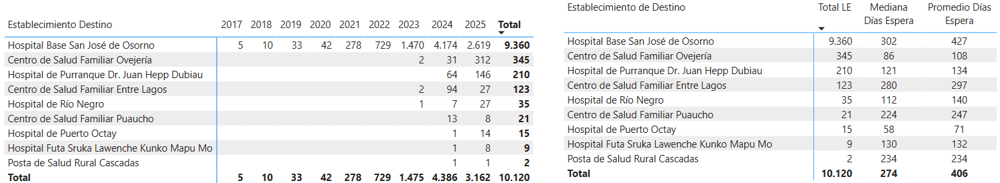 Establecimiento Destino 2017 2018 2019 2020 2021 2022 2023 2024 2025 Total
Hospital Base San José de Osorno 5 10 33 42 278 729 1.470 4.174 2.619 9.360
Centro de Salud Familiar Ovejería 2 31 312 345
Hospital de Purranque Dr. Juan Hepp Dubiau 64 146 210
Centro de Salud Familiar Entre Lagos 2 94 27 123
Hospital de Río Negro 1 7 27 35
Centro de Salud Familiar Puaucho 13 8 21
Hospital de Puerto Octay 1 14 15
Hospital Futa Sruka Lawenche Kunko Mapu Mo 1 8 9
Posta de Salud Rural Cascadas 1 1 2
Total 5 10 33 42 278 729 1.475 4.386 3.162 10.120
Establecimiento de Destino Total LE Mediana Promedio Días
Días Espera Espera
Hospital Base San José de Osorno 9.360 302 427
Centro de Salud Familiar Ovejería 345 86 108
Hospital de Purranque Dr. Juan Hepp Dubiau 210 121 134
Centro de Salud Familiar Entre Lagos 123 280 297
Hospital de Río Negro 35 112 140
Centro de Salud Familiar Puaucho 21 224 247
Hospital de Puerto Octay 15 58 71
Hospital Futa Sruka Lawenche Kunko Mapu Mo 9 130 132
Posta de Salud Rural Cascadas 2 234 234
Total 10.120 274 406